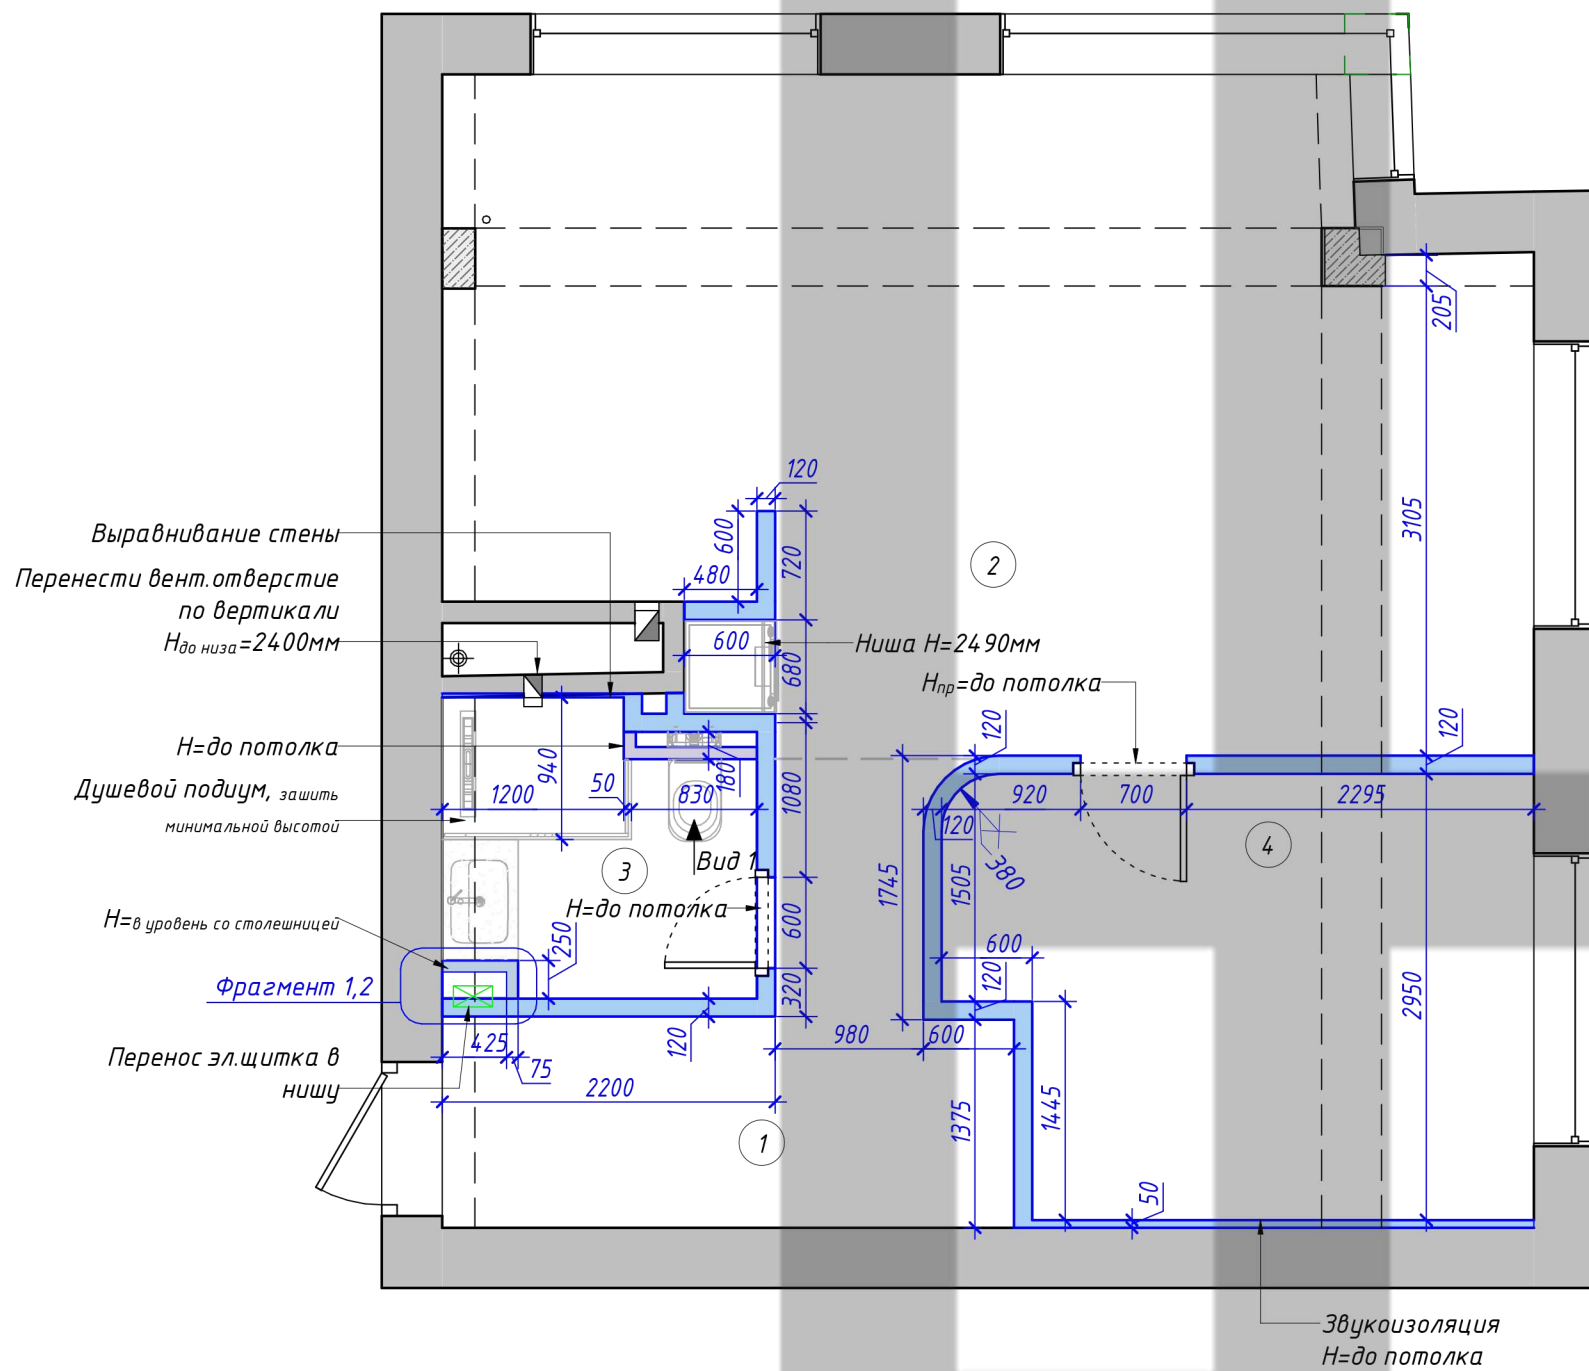 120
600
720
480
Выравнивание стены
Перенести вент.отверстие
по вертикали
Hдо низа=2400мм
2
600
680
Ниша H=2490мм
Hпр=до потолка
205
3105
120
120
H=до потолка
Душевой подиум, зашить
минимальной высотой
940
1200
50
830
180
1080
920
700
2295
120
380
1745
1505
4
3
Вид 1
H=до потолка
600
H=в уровень со столешницей
250
Фрагмент 1,2
320
600
120
2950
425
75
120
980
600
Перенос эл.щитка в
нишу
2200
1
1375
1445
50
Звукоизоляция
H=до потолка